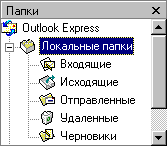 Папки
Outlook Express
Локальные папки
Входящие
Исходящие
Отправленные
Удаленные
Черновики